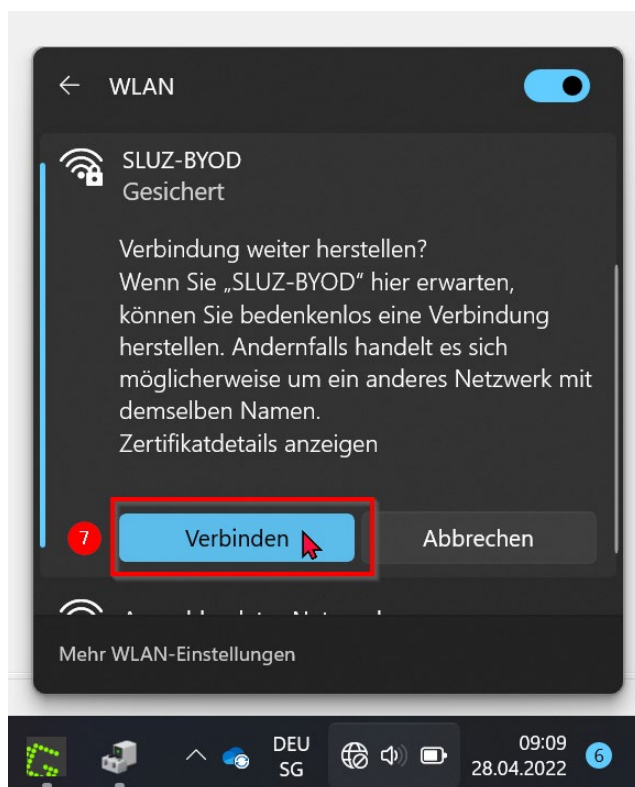 WLAN
SLUZ-BYOD
Gesichert
Verbindung weiter herstellen?
Wenn Sie „SLUZ-BYOD“ hier erwarten,
können Sie bedenkenlos eine Verbindung
herstellen. Andernfalls handelt es sich
möglicherweise um ein anderes Netzwerk mit
demselben Namen.
Zertifikatdetails anzeigen
7 Verbinden Abbrechen
Mehr WLAN-Einstellungen
DEU 09:09
SG 28.04.2022 6